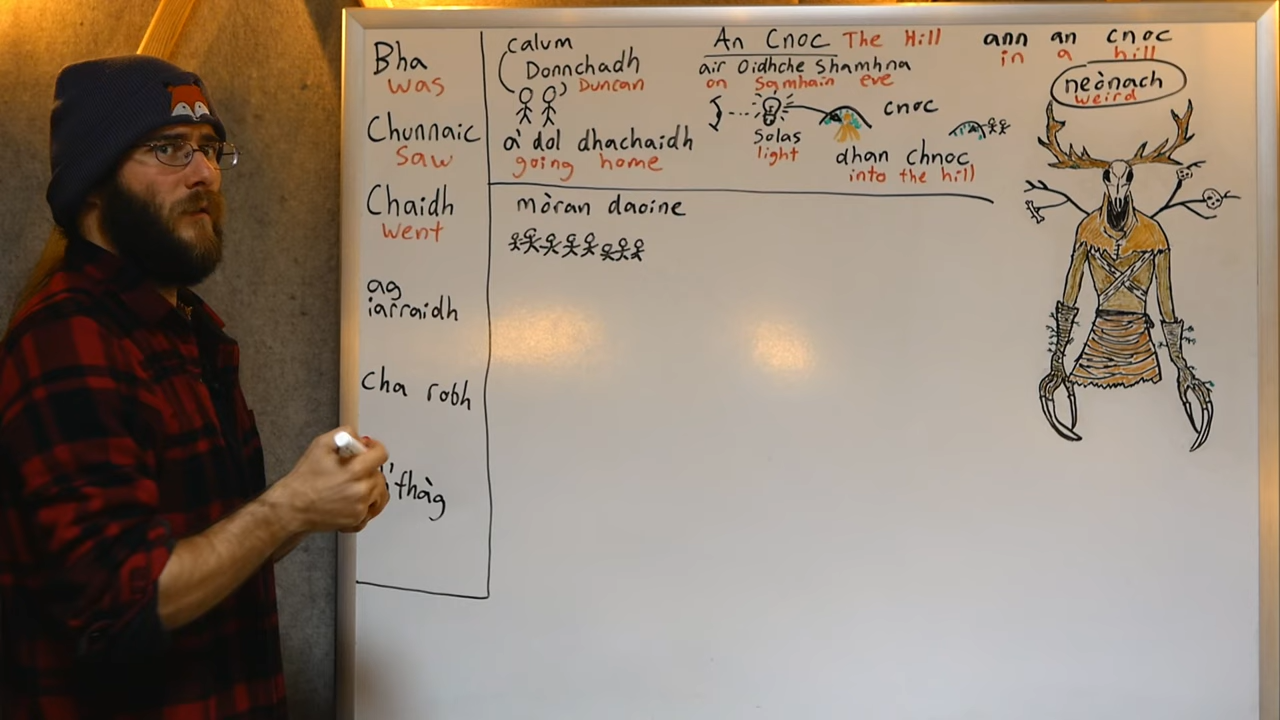 Bha
was
Chunnaic
Saw
Chaidh
went
ag
iarraidh
cha robh
fhàg
Calum
Donnchadh
Duncan
a' dol dhachaidh
going home
An Cnoc The Hill
air Oidhche Shamhna
on Samhain eve
Solas
light
cnoc
dhan chnoc
into the hill
ann an cnoc
in a hill
neònach
weird
mòran daoine